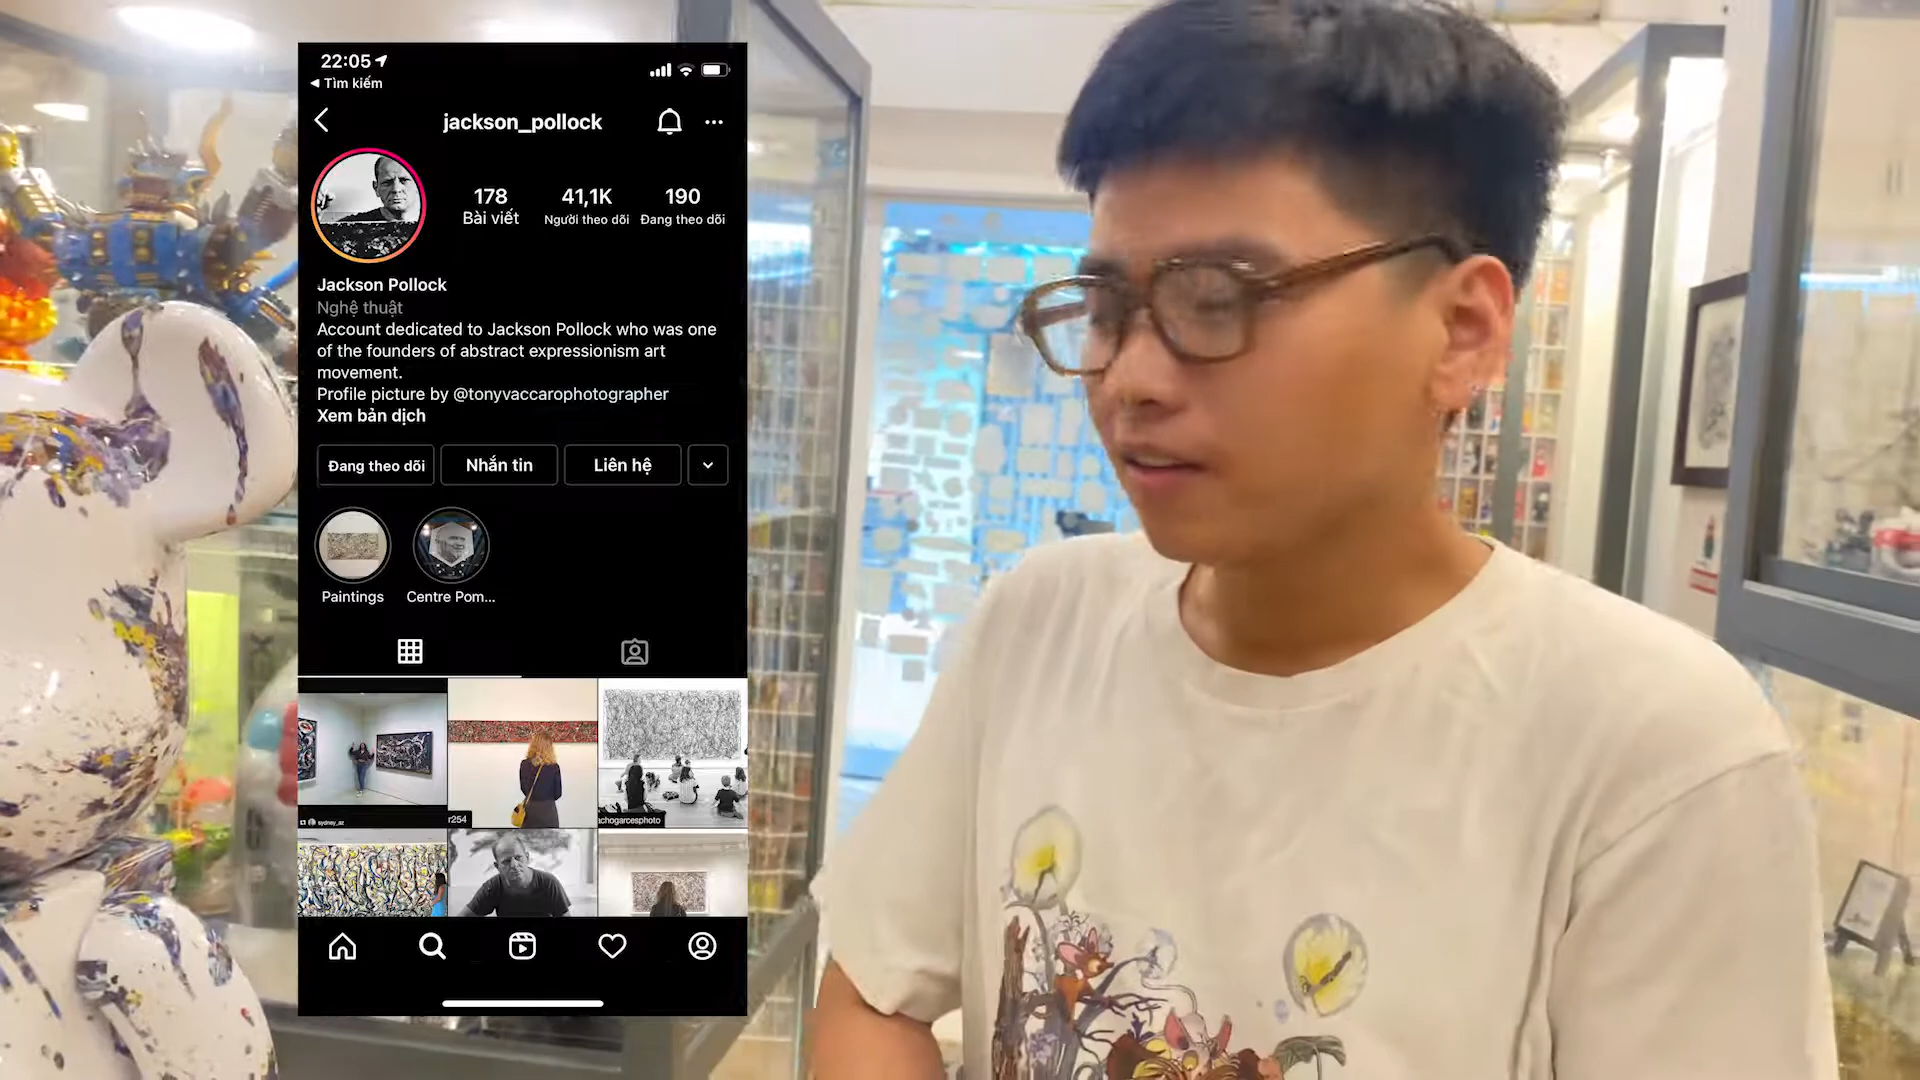 22:05
Tìm kiếm
jackson_pollock
178
41,1K
190
Bài viết
Người theo dõi
Đang theo dõi
Jackson Pollock
Nghệ thuật
Account dedicated to Jackson Pollock who was one
of the founders of abstract expressionism art
movement.
Profile picture by @tonyvaccarophotographer
Xem bản dịch
Đang theo dõi
Nhắn tin
Liên hệ
Paintings
Centre Pom...
sydney_az
r254
achogarcesphoto